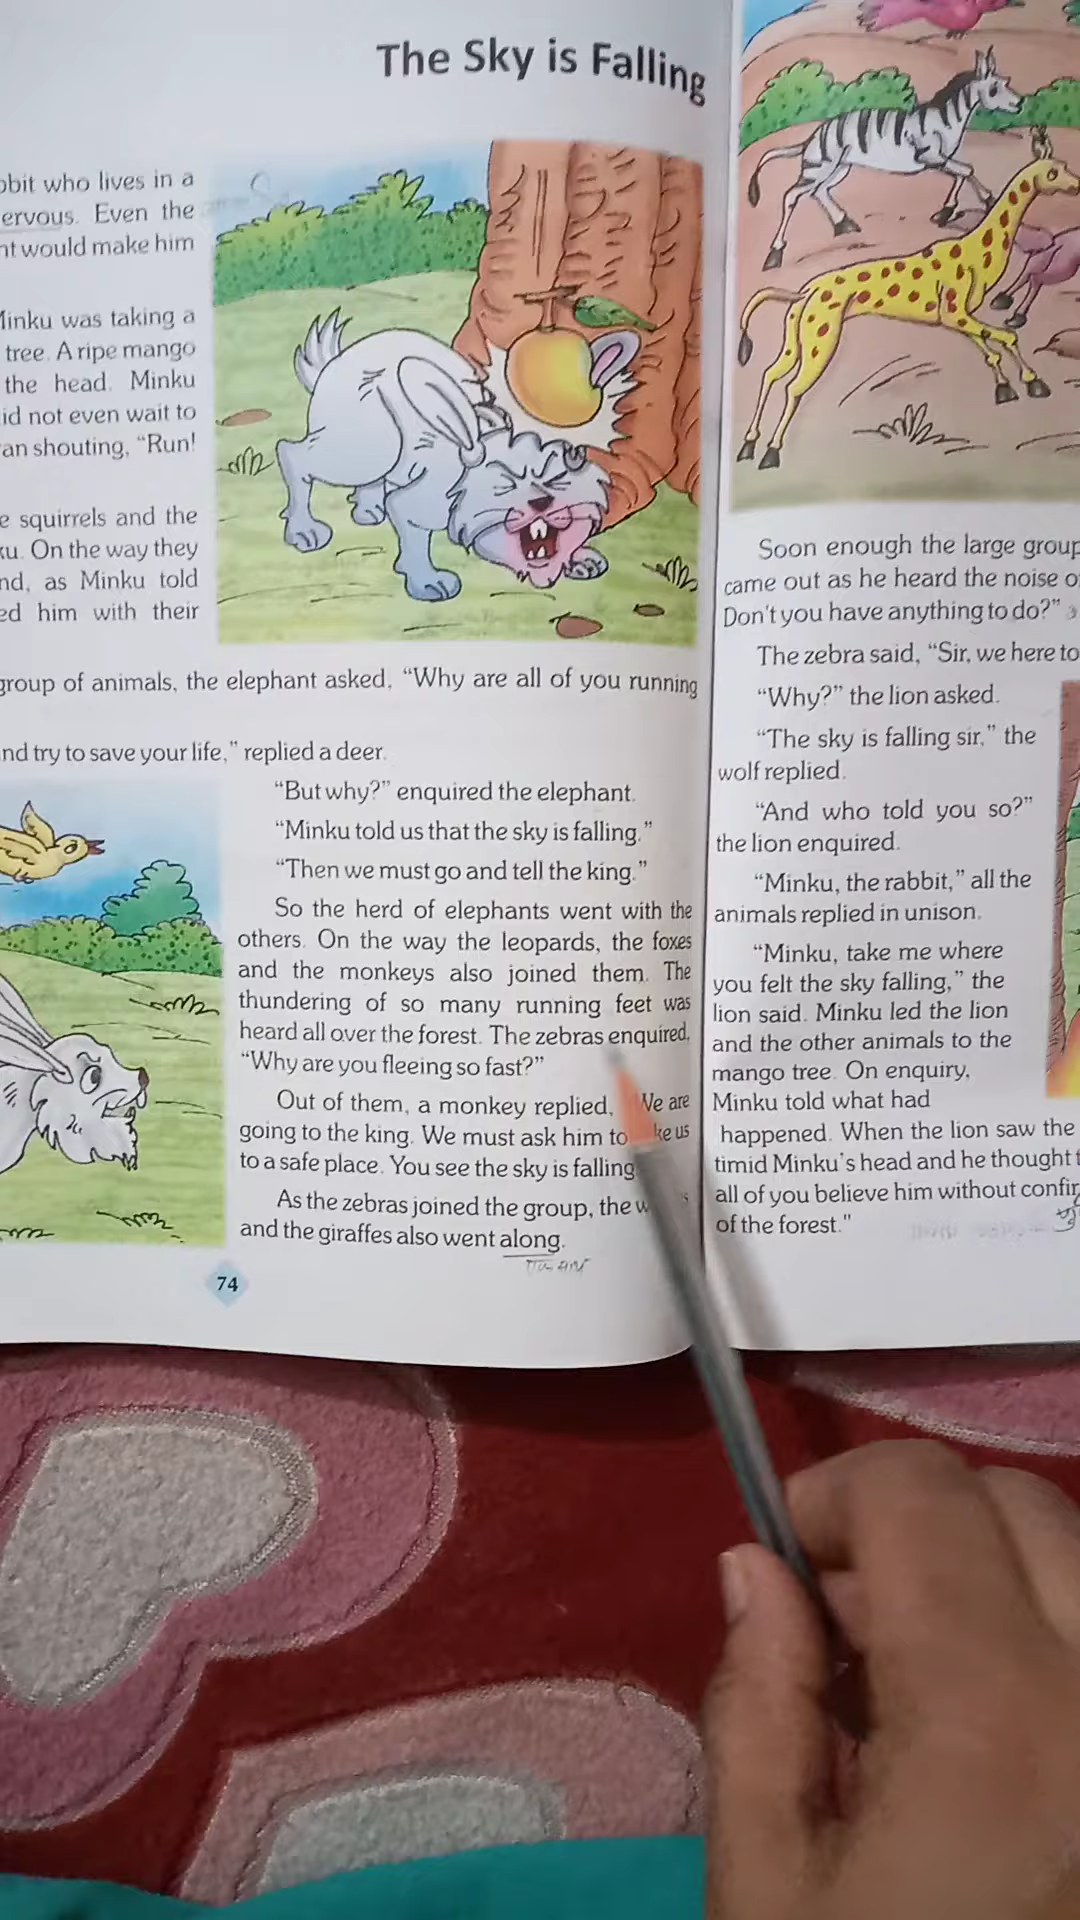 The Sky is Falling
who lives in a
Even the
would make him
was taking a
tree. A ripe mango
the head. Minku
not even wait to
shouting, "Run!
squirrels and the
On the way they
as Minku told
him with their
group of animals, the elephant asked, "Why are all of you running
try to save your life," replied a deer.
"But why?" enquired the elephant.
"Minku told us that the sky is falling."
"Then we must go and tell the king."
So the herd of elephants went with the
others. On the way the leopards, the foxes
and the monkeys also joined them. The
thundering of so many running feet was
heard all over the forest. The zebras enquired,
"Why are you fleeing so fast?"
Out of them, a monkey replied, We are
going to the king. We must ask him to us
to a safe place. You see the sky is falling
As the zebras joined the group, the
and the giraffes also went along.
74
Soon enough the large
came out as he heard the noise
Don't you have anything to do?"
The zebra said, "Sir, we here to
"Why?" the lion asked.
"The sky is falling sir," the
wolf replied.
"And who told you so?"
the lion enquired.
"Minku, the rabbit," all the
animals replied in unison.
"Minku, take me where
you felt the sky falling," the
lion said. Minku led the lion
and the other animals to the
mango tree. On enquiry,
Minku told what had
happened. When the lion saw the
timid Minku's head and he thought
all of you believe him without
of the forest."